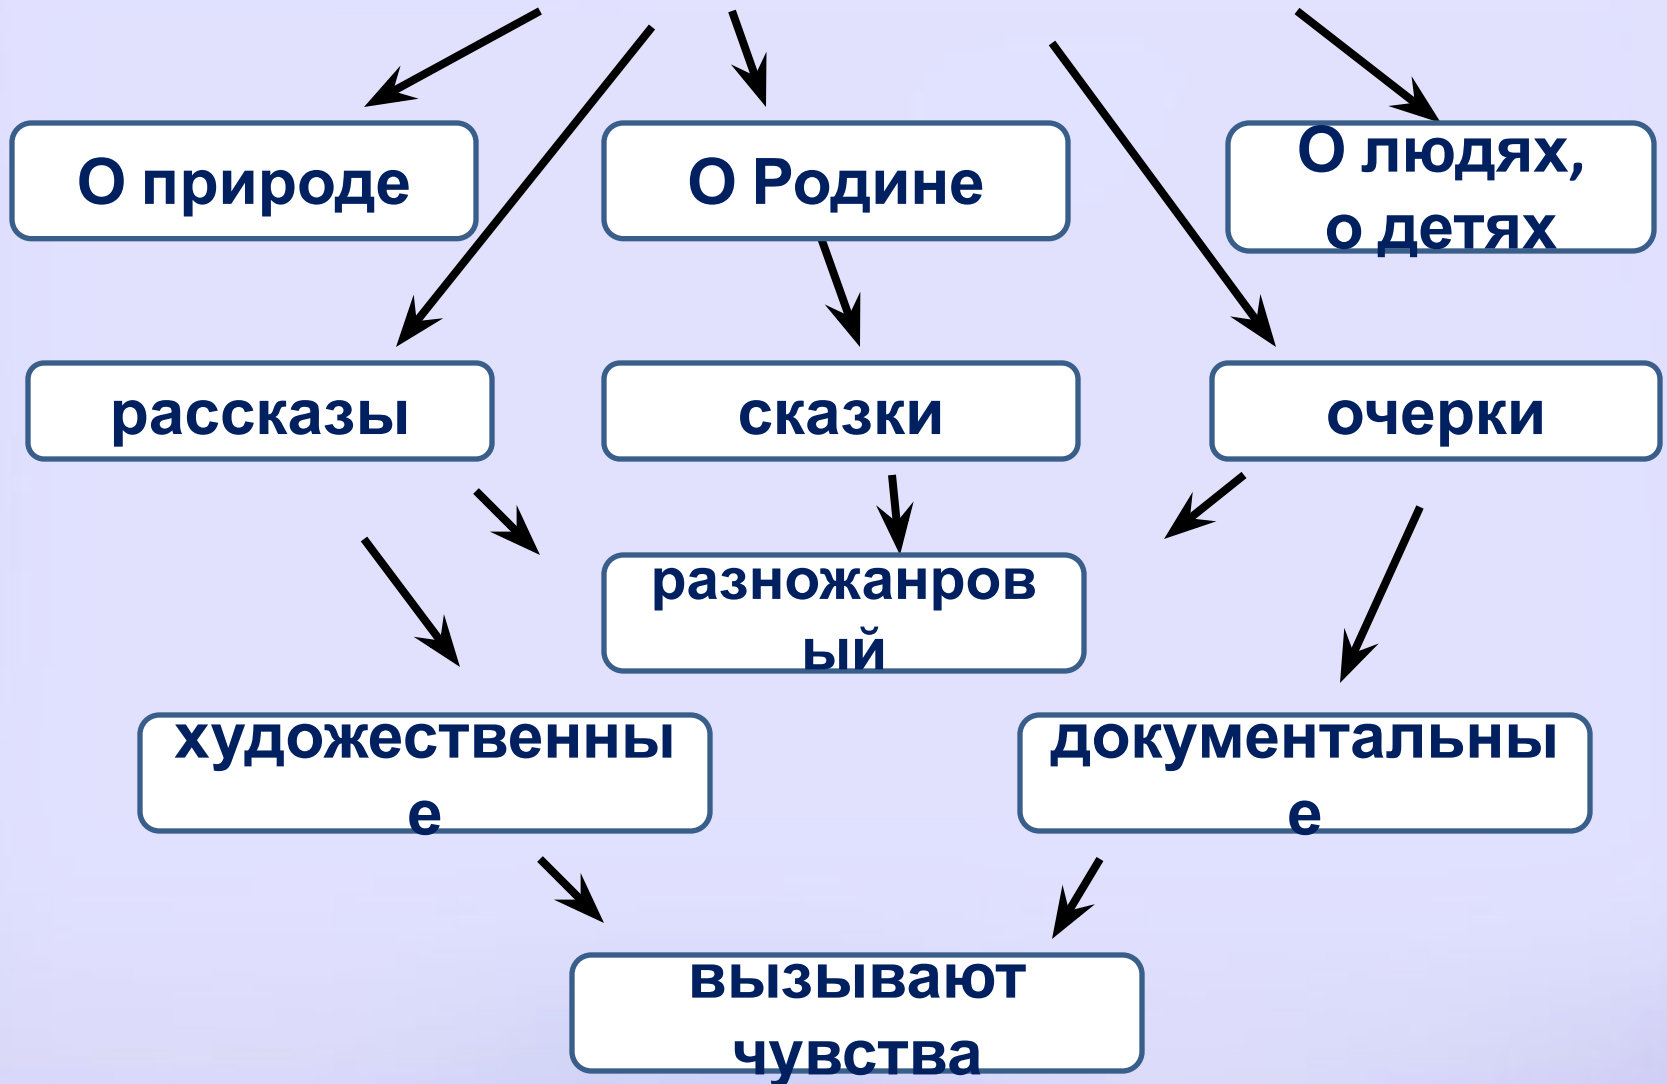 О природе
О Родине
О людях,
о детях
рассказы
сказки
очерки
разножанров
ый
художественны
е
документальны
е
вызывают
чувства